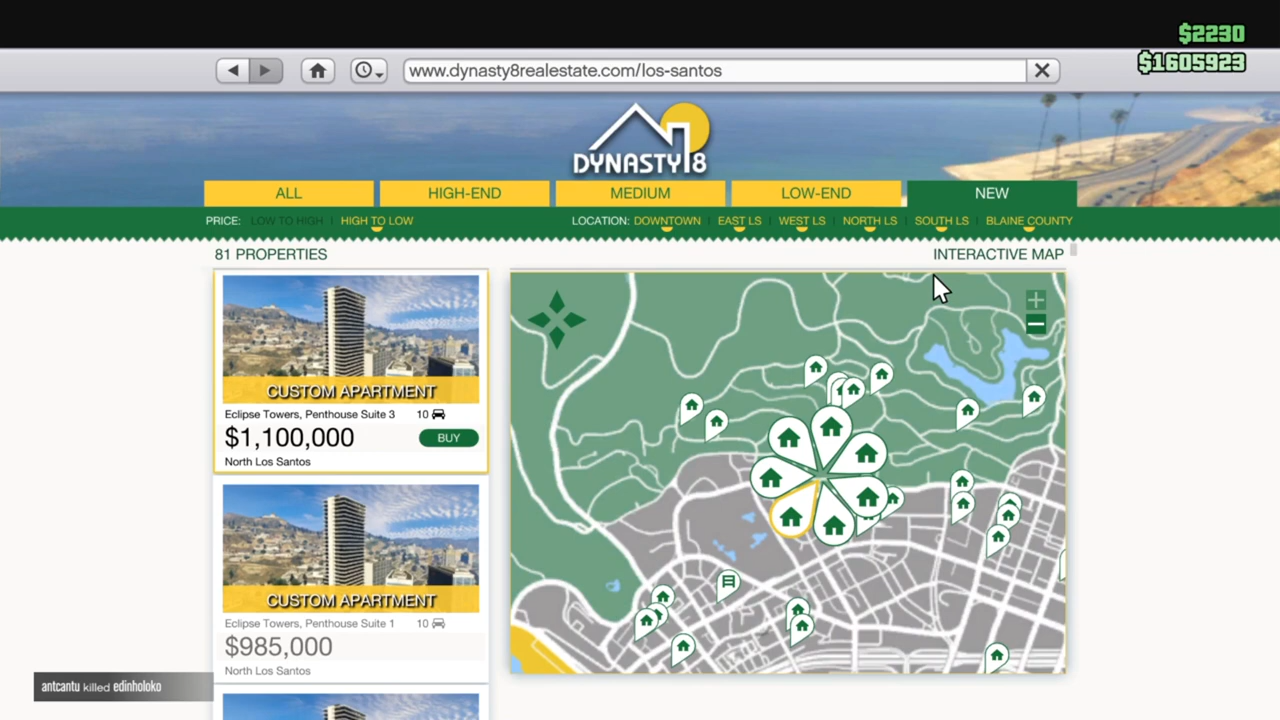 $2230
$1605923
www.dynasty8realestate.com/los-santos
DYNASTY 8
ALL
HIGH-END
MEDIUM
LOW-END
NEW
PRICE: LOW TO HIGH | HIGH TO LOW
LOCATION: DOWNTOWN | EAST LS | WEST LS | NORTH LS | SOUTH LS | BLAINE COUNTY
81 PROPERTIES
INTERACTIVE MAP
CUSTOM APARTMENT
Eclipse Towers, Penthouse Suite 3 10
$1,100,000
BUY
North Los Santos
CUSTOM APARTMENT
Eclipse Towers, Penthouse Suite 1 10
$985,000
North Los Santos
antcantu killed edinholoko